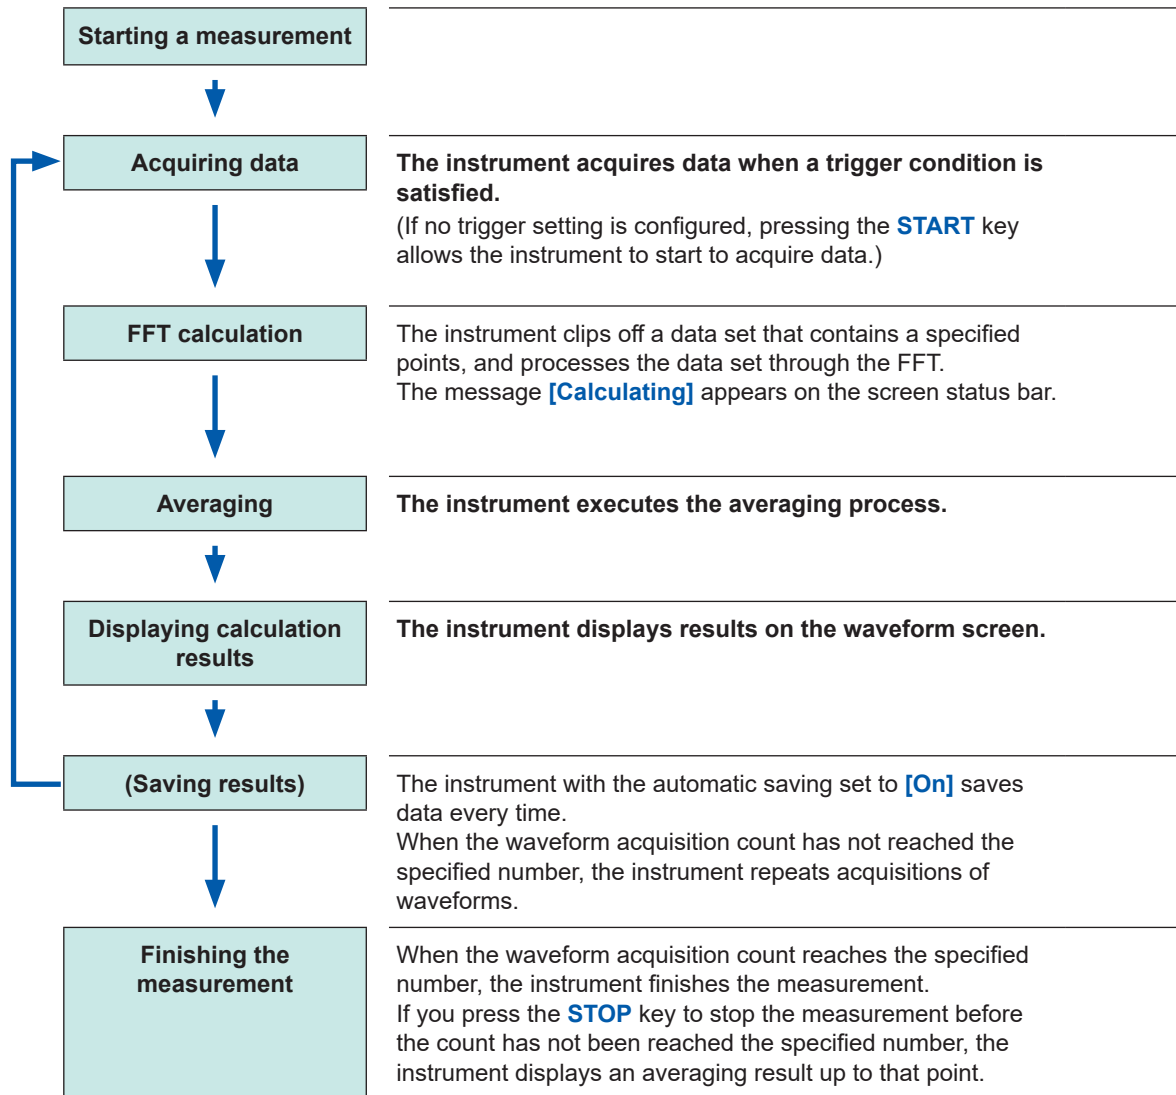 Starting a measurement
Acquiring data
The instrument acquires data when a trigger condition is
satisfied.
(If no trigger setting is configured, pressing the START key
allows the instrument to start to acquire data.)
FFT calculation
The instrument clips off a data set that contains a specified
points, and processes the data set through the FFT.
The message [Calculating] appears on the screen status bar.
Averaging
The instrument executes the averaging process.
Displaying calculation
results
The instrument displays results on the waveform screen.
(Saving results)
The instrument with the automatic saving set to [On] saves
data every time.
When the waveform acquisition count has not reached the
specified number, the instrument repeats acquisitions of
waveforms.
Finishing the
measurement
When the waveform acquisition count reaches the specified
number, the instrument finishes the measurement.
If you press the STOP key to stop the measurement before
the count has not been reached the specified number, the
instrument displays an averaging result up to that point.